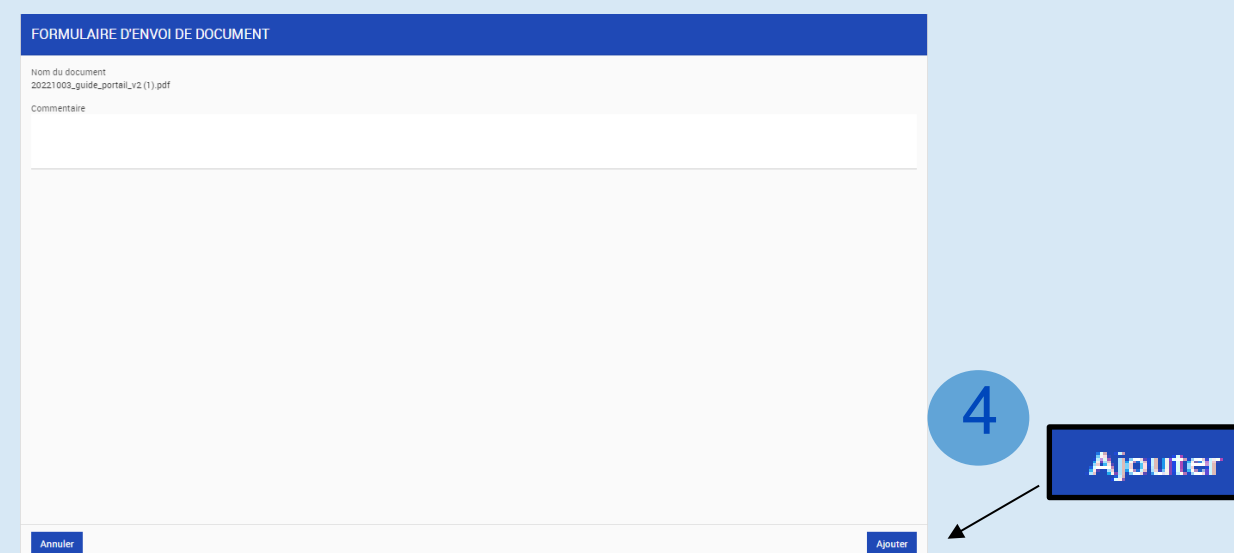 FORMULAIRE D'ENVOI DE DOCUMENT
Nom du document
20221003_guide_portail_v2 (1).pdf
Commentaire
4
Ajouter
Annuler
Ajouter